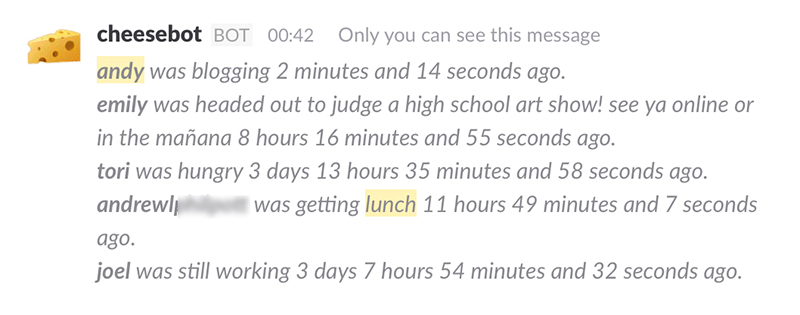 cheesebot BOT 00:42 Only you can see this message
andy was blogging 2 minutes and 14 seconds ago.
emily was headed out to judge a high school art show! see ya online or
in the mañana 8 hours 16 minutes and 55 seconds ago.
tori was hungry 3 days 13 hours 35 minutes and 58 seconds ago.
was getting lunch 11 hours 49 minutes and 7 seconds
ago.
joel was still working 3 days 7 hours 54 minutes and 32 seconds ago.